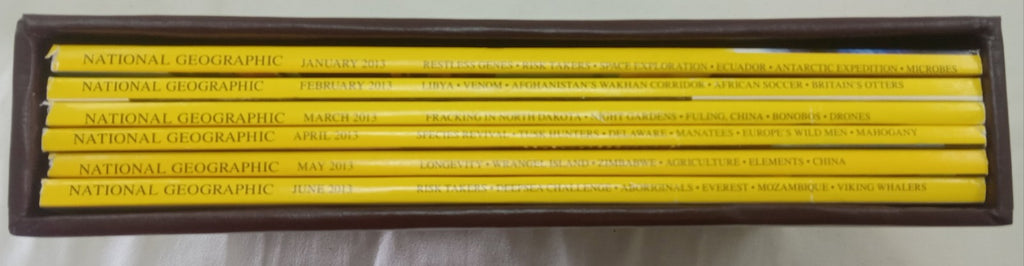 NATIONAL GEOGRAPHIC JANUARY 2013 RESTLESS GENES • RISK TAKERS • SPACE EXPLORATION • ECUADOR • ANTARCTIC EXPEDITION • MICROBES
NATIONAL GEOGRAPHIC FEBRUARY 2013 LIBYA • VENOM • AFGHANISTAN'S WAKHAN CORRIDOR • AFRICAN SOCCER • BRITAIN'S OTTERS
NATIONAL GEOGRAPHIC MARCH 2013 FRACKING IN NORTH DAKOTA • NIGHT GARDENS • FULING, CHINA • BONOBOS • DRONES
NATIONAL GEOGRAPHIC APRIL 2013 SPECIES REVIVAL • TUSK HUNTERS • DELAWARE • MANATEES • EUROPE'S WILD MEN • MAHOGANY
NATIONAL GEOGRAPHIC MAY 2013 LONGEVITY • WRANGEL ISLAND • ZIMBABWE • AGRICULTURE • ELEMENTS • CHINA
NATIONAL GEOGRAPHIC JUNE 2013 RISK TAKERS • DEEPSEA CHALLENGE • ABORIGINALS • EVEREST • MOZAMBIQUE • VIKING WHALERS